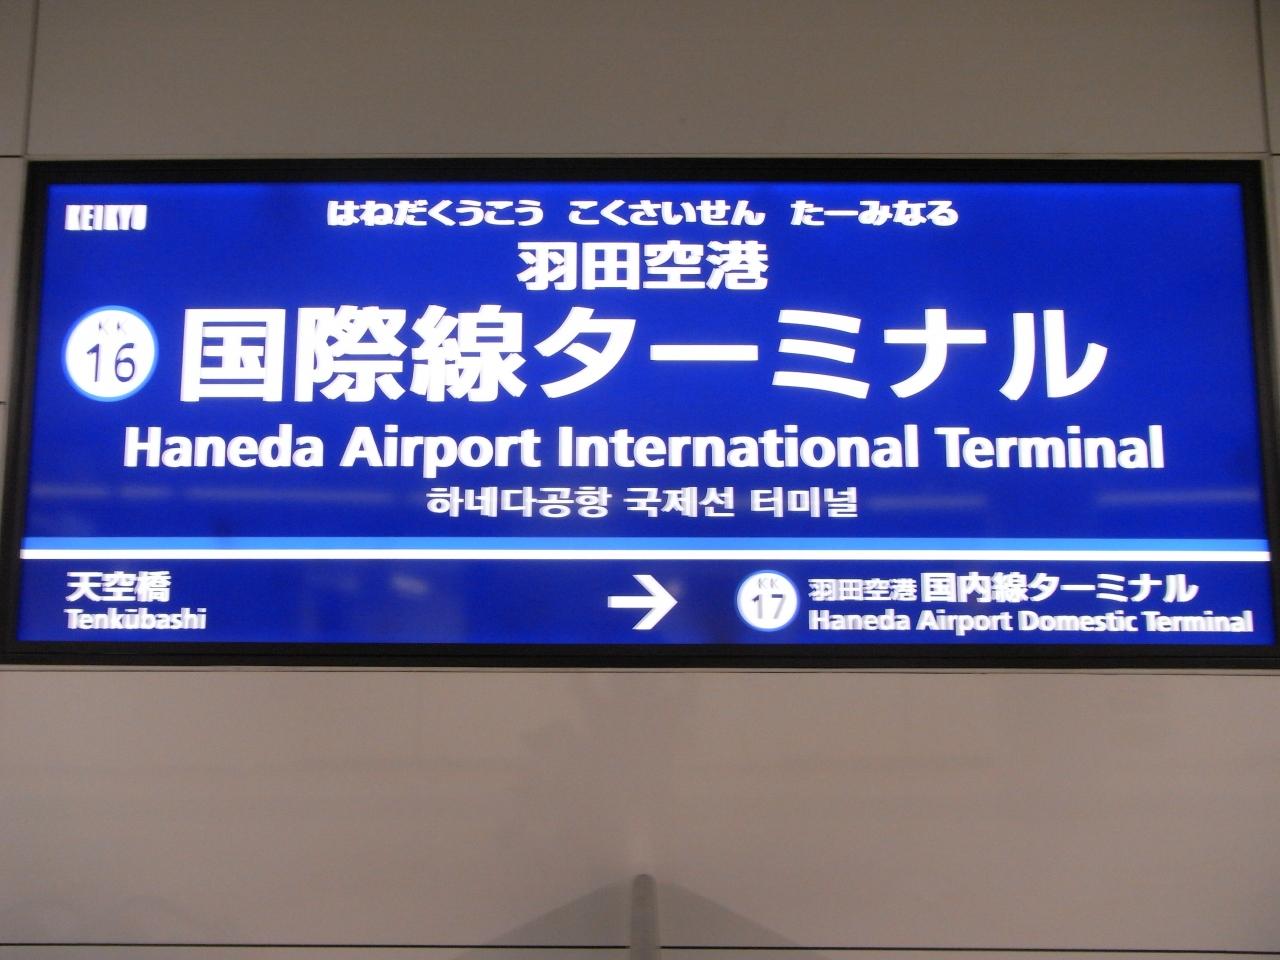 KEIKYU
はねだくうこう こくさいせん たーみなる
羽田空港
KK
16
国際線ターミナル
Haneda Airport International Terminal
하네다공항 국제선 터미널
天空橋
Tenkūbashi
→
KK
17
羽田空港国内線ターミナル
Haneda Airport Domestic Terminal